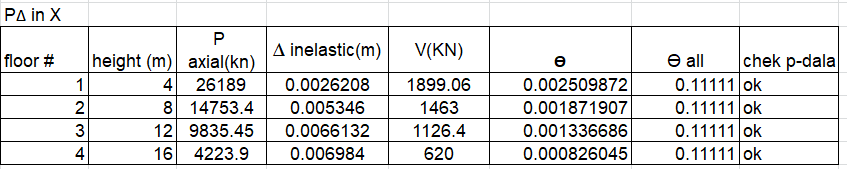 P∆ in X
floor # height (m) P axial(kn) ∆ inelastic(m) V(KN) ɵ Ɵ all chek p-dala
1 4 26189 0.0026208 1899.06 0.002509872 0.11111 ok
2 8 14753.4 0.005346 1463 0.001871907 0.11111 ok
3 12 9835.45 0.0066132 1126.4 0.001336686 0.11111 ok
4 16 4223.9 0.006984 620 0.000826045 0.11111 ok